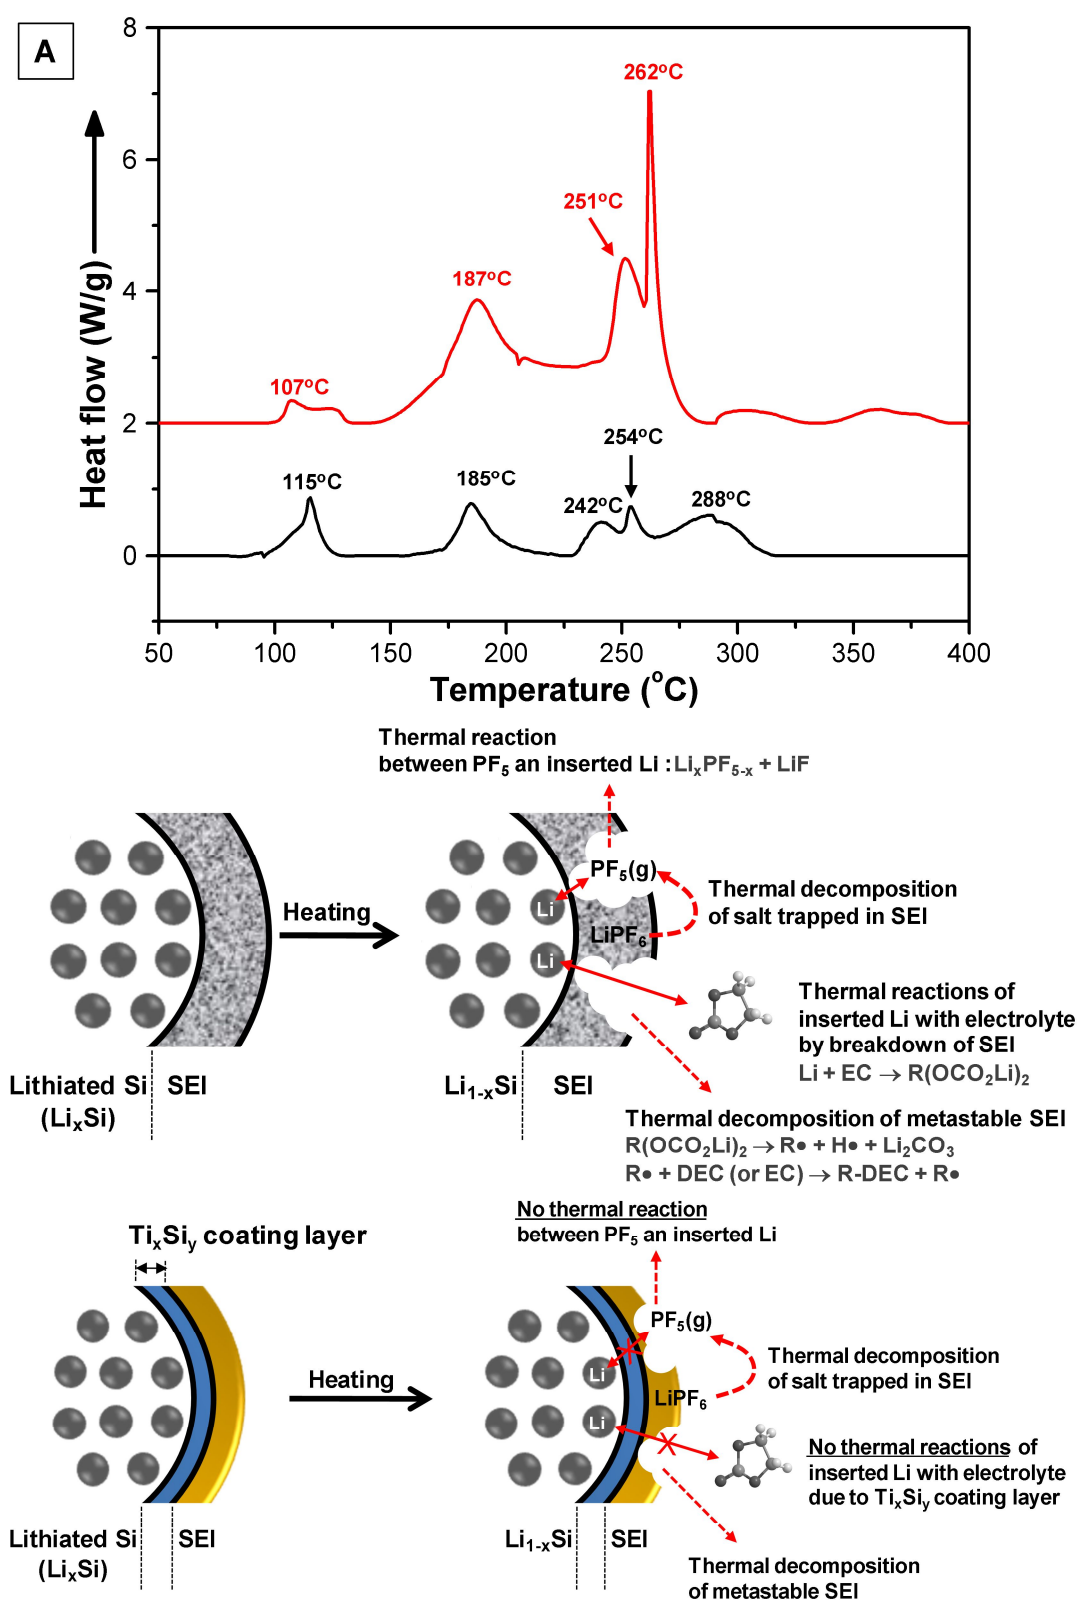 A
8
6
4
2
0
Heat flow (W/g)
262°C
251°C
187°C
107°C
254°C
115°C
185°C
242°C
288°C
50 100 150 200 250 300 350 400
Temperature (°C)
Thermal reaction
between PF₅ an inserted Li : LiₓPF₅₋ₓ + LiF
PF₅(g)
Heating
Li
LiPF₆
Li
Thermal decomposition
of salt trapped in SEI
Thermal reactions of
inserted Li with electrolyte
by breakdown of SEI
Li + EC → R(OCO₂Li)₂
Lithiated Si
(LiₓSi)
SEI
Li₁₋ₓSi
SEI
Thermal decomposition of metastable SEI
R(OCO₂Li)₂ → R• + H• + Li₂CO₃
R• + DEC (or EC) → R-DEC + R•
No thermal reaction
between PF₅ an inserted Li
TiₓSiᵧ coating layer
PF₅(g)
Heating
Li
LiPF₆
Li
Thermal decomposition
of salt trapped in SEI
No thermal reactions of
inserted Li with electrolyte
due to TiₓSiᵧ coating layer
Lithiated Si
(LiₓSi)
SEI
Li₁₋ₓSi
SEI
Thermal decomposition
of metastable SEI